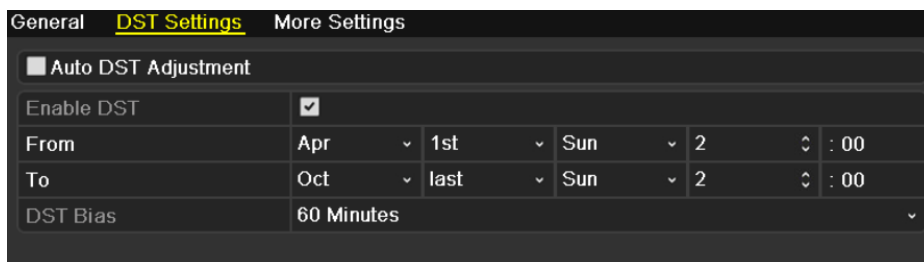 General DST Settings More Settings
Auto DST Adjustment
Enable DST
From Apr 1st Sun 2 : 00
To Oct last Sun 2 : 00
DST Bias 60 Minutes